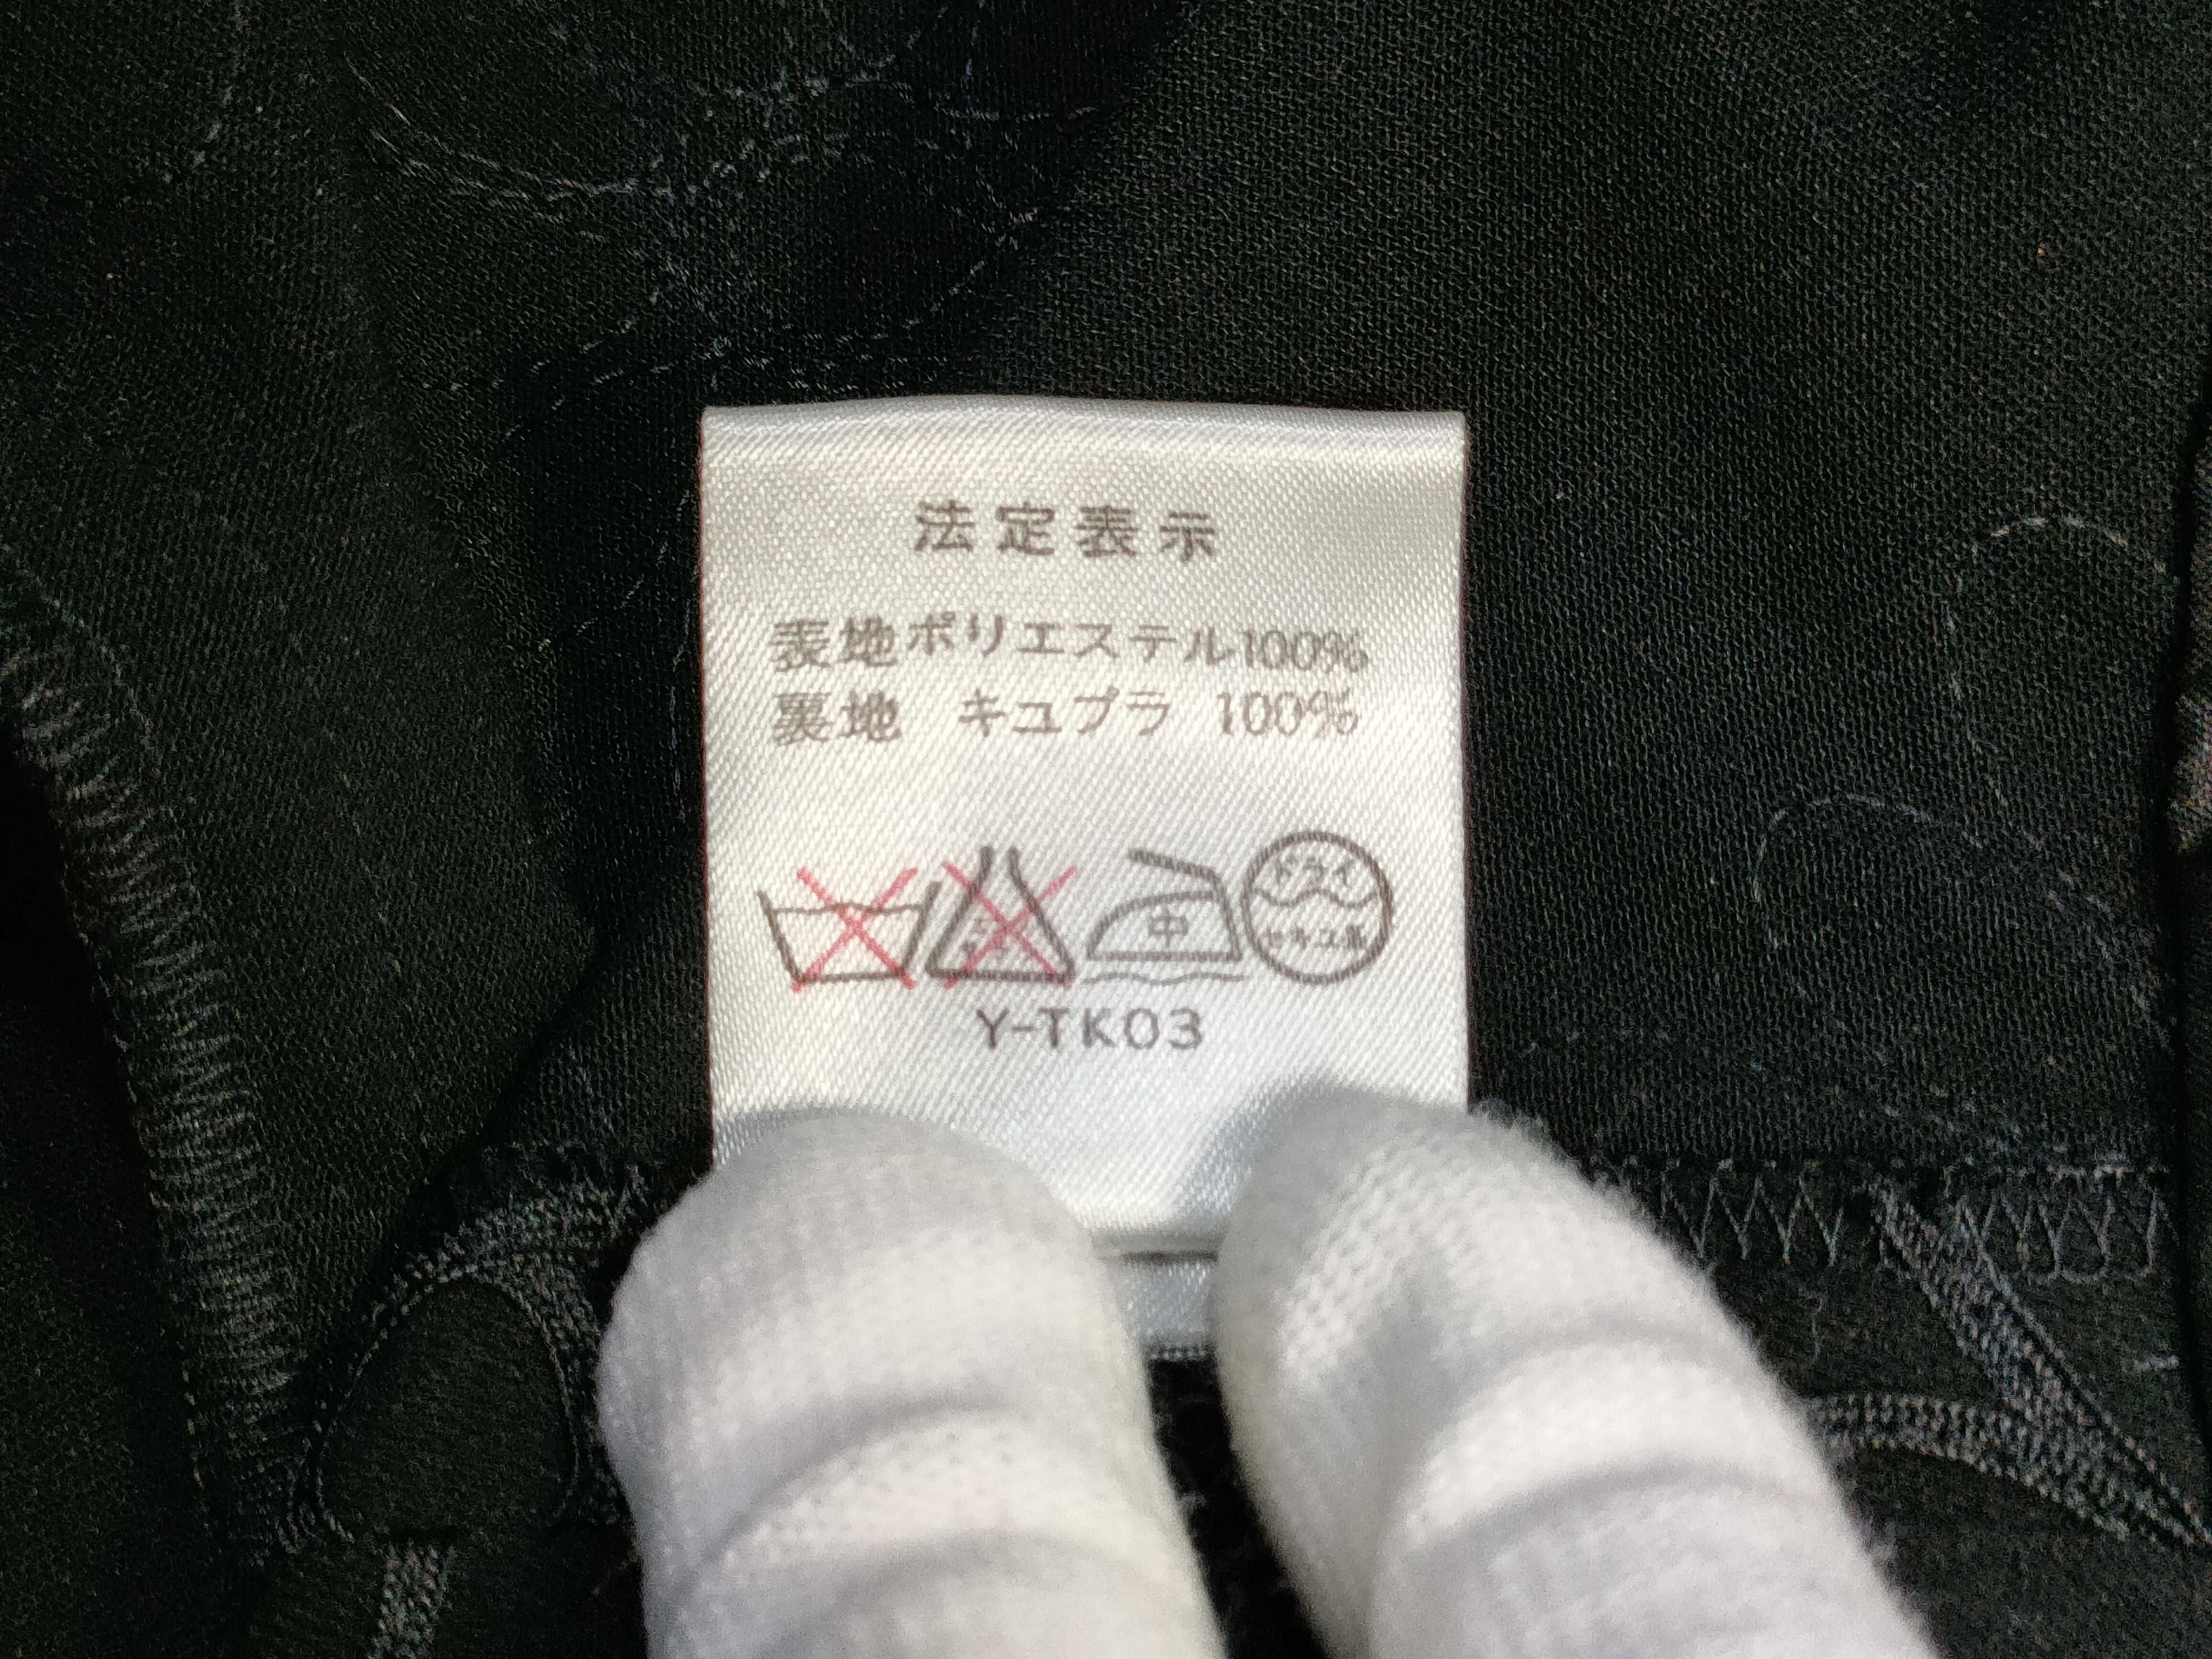 法定表示
表地ポリエステル100%
裏地 キュプラ 100%
中 ドライ
セキユ系
Y-TK03